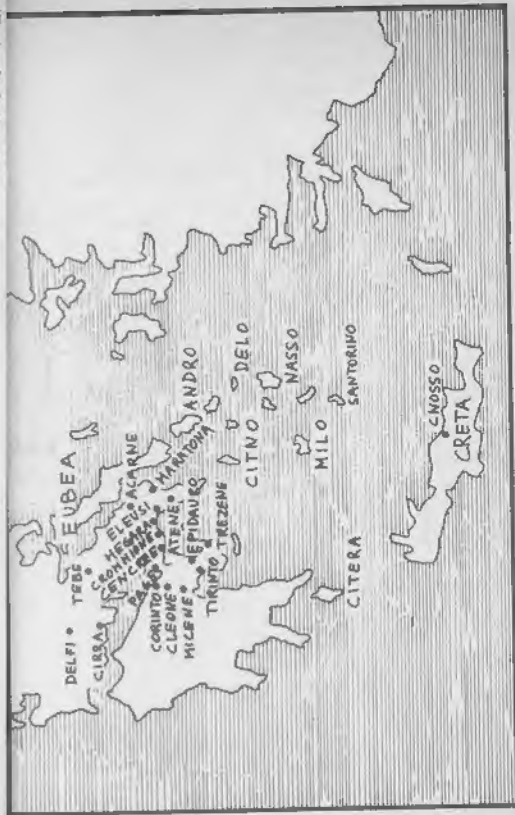 DELFI
TEBE
EUBEA
CIRRA
ACARNE
ELEUSI
MEGARA
MARATONA
ANDRO
CORINTO
CLEONE
MICENE
ATENE
EPIDAURO
TIRINTO
TREZENE
DELO
CITNO
NASSO
MILO
SANTORINO
CITERA
CNOSSO
CRETA